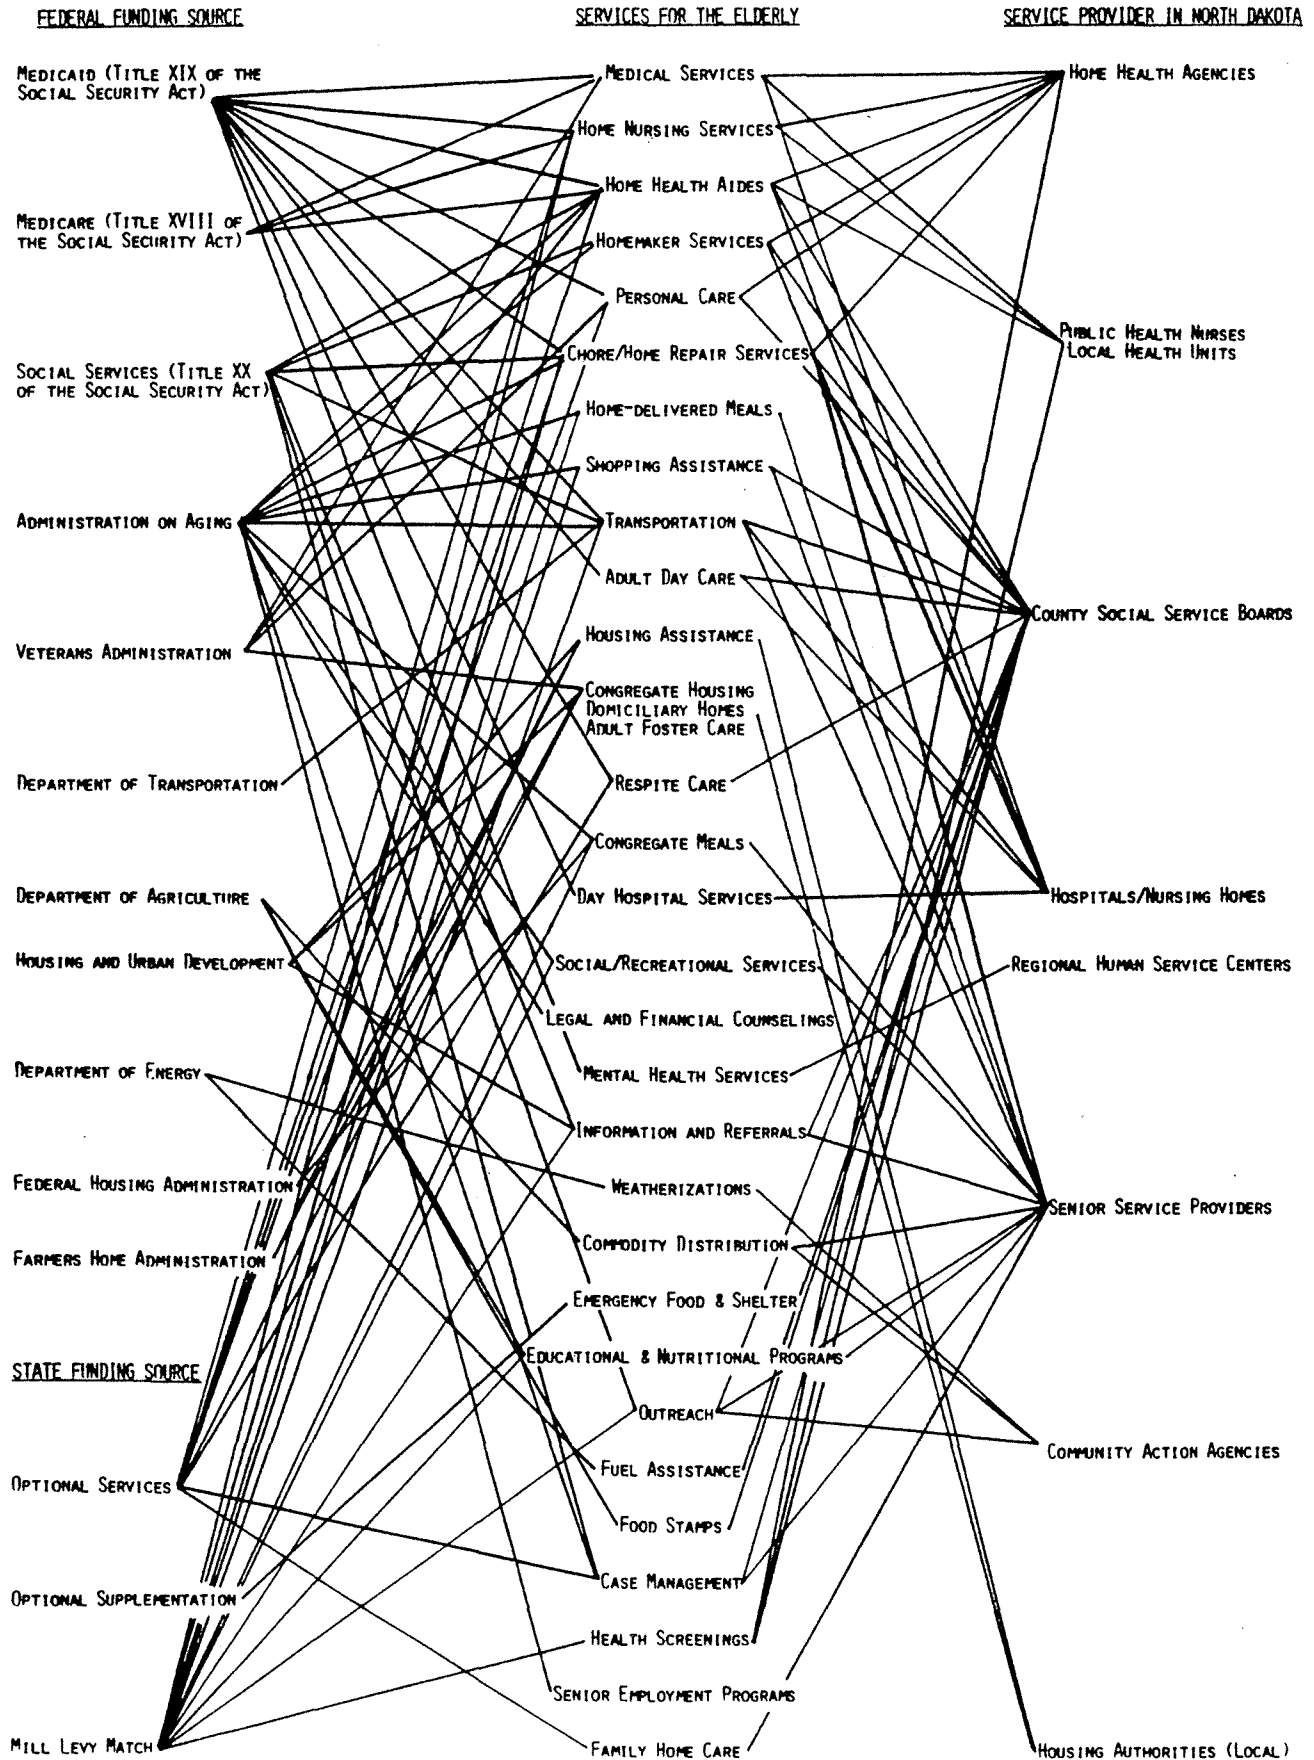 FEDERAL FUNDING SOURCE
MEDICAID (TITLE XIX OF THE
SOCIAL SECURITY ACT)
MEDICARE (TITLE XVIII OF
THE SOCIAL SECURITY ACT)
SOCIAL SERVICES (TITLE XX
OF THE SOCIAL SECURITY ACT)
ADMINISTRATION ON AGING
VETERANS ADMINISTRATION
DEPARTMENT OF TRANSPORTATION
DEPARTMENT OF AGRICULTURE
HOUSING AND URBAN DEVELOPMENT
DEPARTMENT OF ENERGY
FEDERAL HOUSING ADMINISTRATION
FARMERS HOME ADMINISTRATION
STATE FUNDING SOURCE
OPTIONAL SERVICES
OPTIONAL SUPPLEMENTATION
MILL LEVY MATCH
SERVICES FOR THE ELDERLY
MEDICAL SERVICES
HOME NURSING SERVICES
HOME HEALTH AIDES
HOMEMAKER SERVICES
PERSONAL CARE
CHORE/HOME REPAIR SERVICES
HOME-DELIVERED MEALS
SHOPPING ASSISTANCE
TRANSPORTATION
ADULT DAY CARE
HOUSING ASSISTANCE
CONGREGATE HOUSING
DOMICILIARY HOMES
ADULT FOSTER CARE
RESPITE CARE
CONGREGATE MEALS
DAY HOSPITAL SERVICES
SOCIAL/RECREATIONAL SERVICES
LEGAL AND FINANCIAL COUNSELINGS
MENTAL HEALTH SERVICES
INFORMATION AND REFERRALS
WEATHERIZATIONS
COMMODITY DISTRIBUTION
EMERGENCY FOOD & SHELTER
EDUCATIONAL & NUTRITIONAL PROGRAMS
OUTREACH
FUEL ASSISTANCE
FOOD STAMPS
CASE MANAGEMENT
HEALTH SCREENINGS
SENIOR EMPLOYMENT PROGRAMS
FAMILY HOME CARE
SERVICE PROVIDER IN NORTH DAKOTA
HOME HEALTH AGENCIES
PUBLIC HEALTH NURSES
LOCAL HEALTH UNITS
COUNTY SOCIAL SERVICE BOARDS
HOSPITALS/NURSING HOMES
REGIONAL HUMAN SERVICE CENTERS
SENIOR SERVICE PROVIDERS
COMMUNITY ACTION AGENCIES
HOUSING AUTHORITIES (LOCAL)